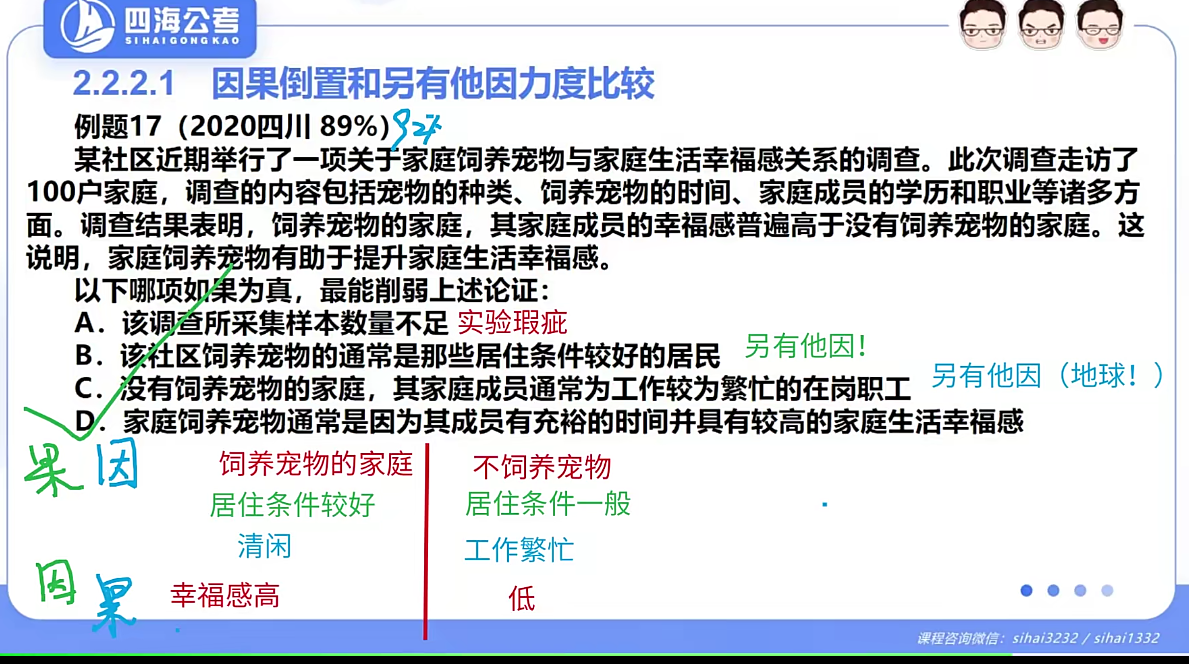 四海公考
SIHAIGONGKAO
2.2.2.1 因果倒置和另有他因力度比较
例题17（2020四川 89%）92%
某社区近期举行了一项关于家庭饲养宠物与家庭生活幸福感关系的调查。此次调查走访了
100户家庭，调查的内容包括宠物的种类、饲养宠物的时间、家庭成员的学历和职业等诸多方
面。调查结果表明，饲养宠物的家庭，其家庭成员的幸福感普遍高于没有饲养宠物的家庭。这
说明，家庭饲养宠物有助于提升家庭生活幸福感。
以下哪项如果为真，最能削弱上述论证：
A．该调查所采集样本数量不足 实验瑕疵
B．该社区饲养宠物的通常是那些居住条件较好的居民 另有他因！
C．没有饲养宠物的家庭，其家庭成员通常为工作较为繁忙的在岗职工 另有他因（地球！）
D．家庭饲养宠物通常是因为其成员有充裕的时间并具有较高的家庭生活幸福感
果 因 饲养宠物的家庭 不饲养宠物
居住条件较好 居住条件一般
清闲 工作繁忙
因 果 幸福感高 低
课程咨询微信：sihai3232 / sihai1332